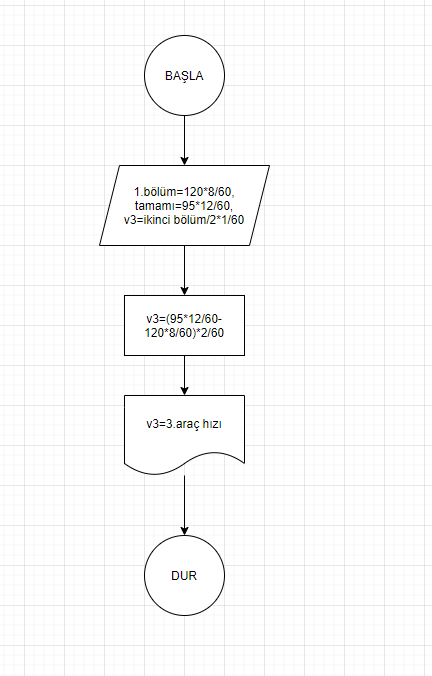 BAŞLA
1.bölüm=120*8/60,
tamamı=95*12/60,
v3=ikinci bölüm/2*1/60
v3=(95*12/60-
120*8/60)*2/60
v3=3.araç hızı
DUR